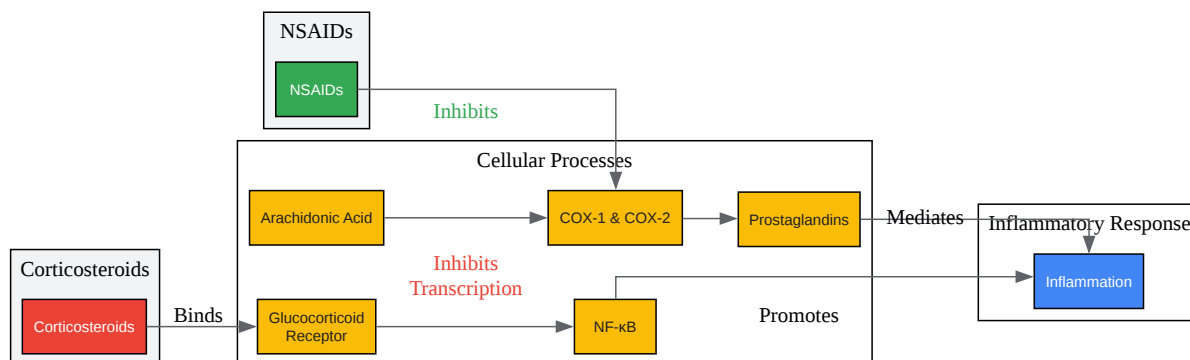 NSAIDs
NSAIDs
Inhibits
Cellular Processes
Arachidonic Acid
COX-1 & COX-2
Prostaglandins
Mediates
Inflammatory Response
Corticosteroids
Inhibits
Transcription
Inflammation
Corticosteroids
Binds
Glucocorticoid
Receptor
NF-κB
Promotes